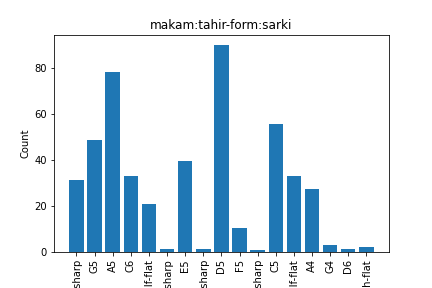 makam:tahir-form:sarki
Count
80
60
40
20
0
sharp
G5
A5
C6
lf-flat
sharp
E5
sharp
D5
F5
sharp
C5
lf-flat
A4
G4
D6
h-flat